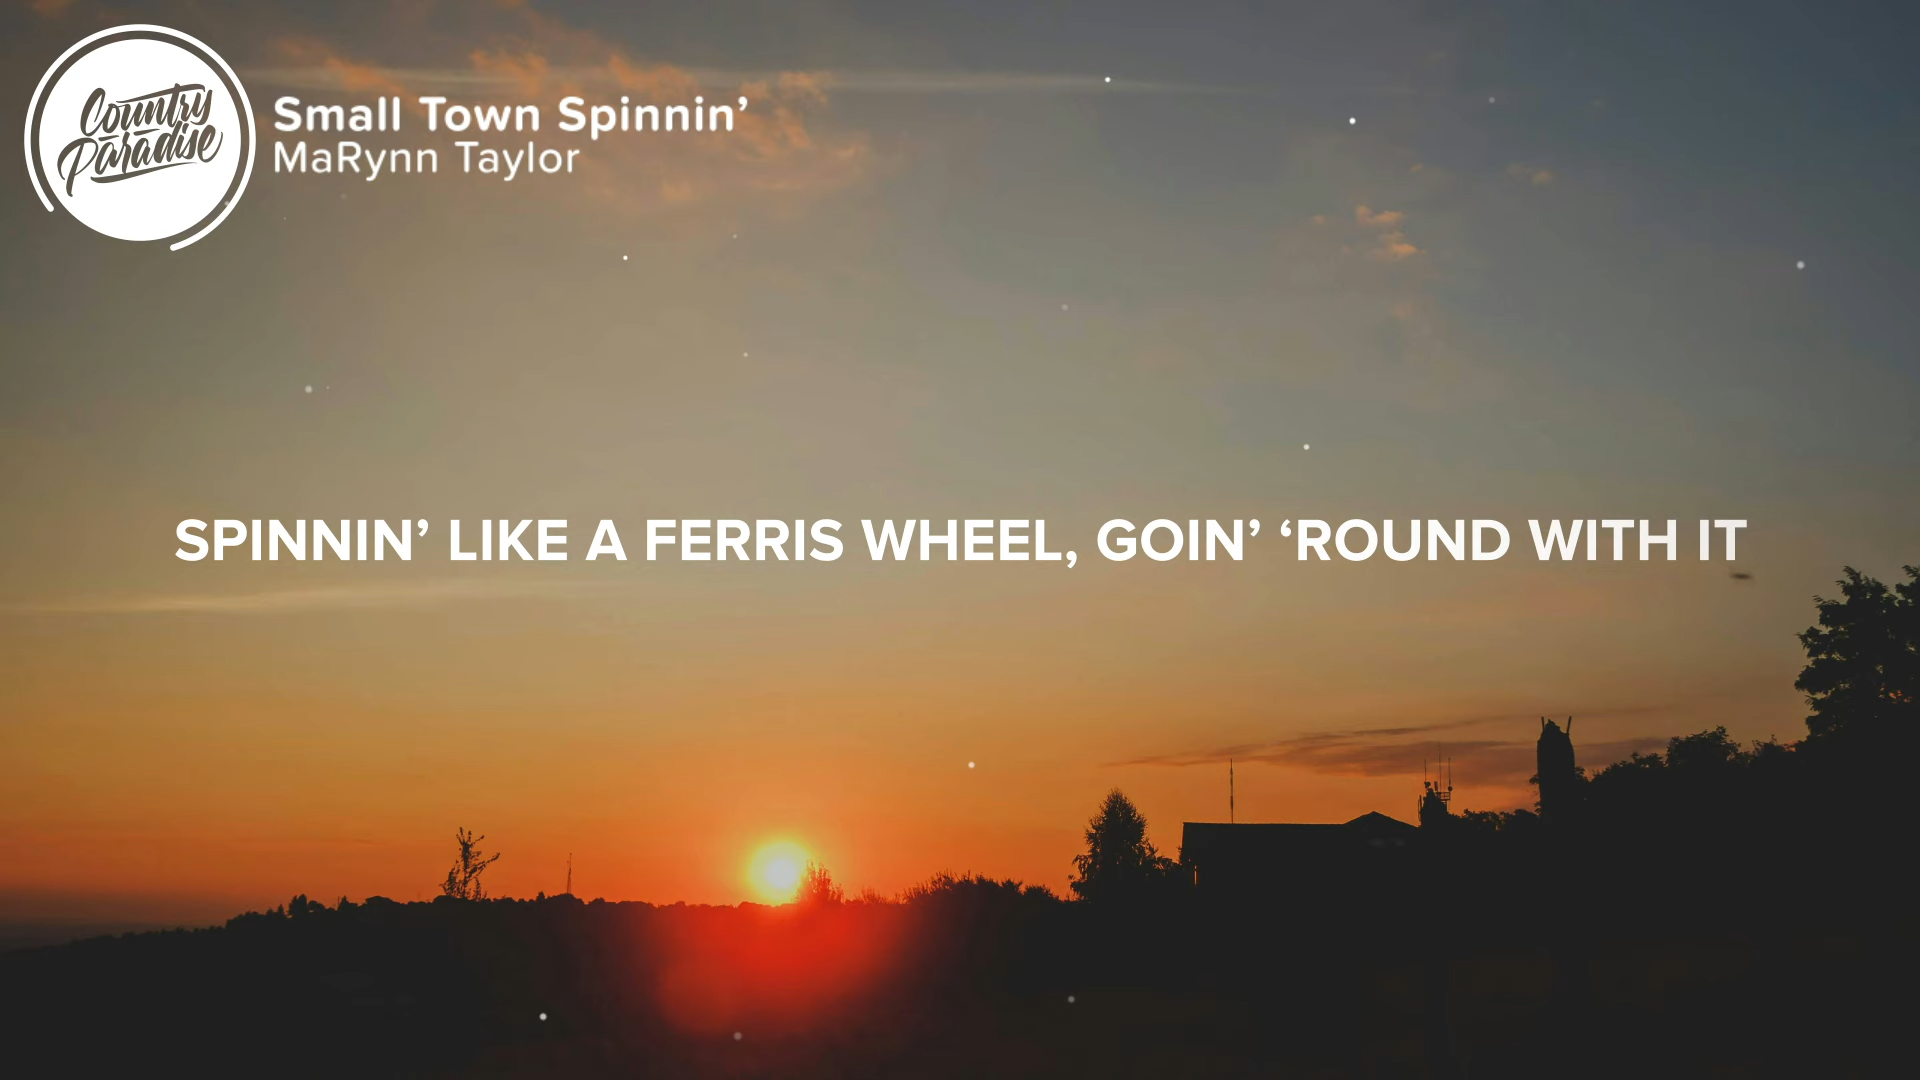 Country
Paradise
Small Town Spinnin’
MaRynn Taylor
SPINNIN’ LIKE A FERRIS WHEEL, GOIN’ ‘ROUND WITH IT